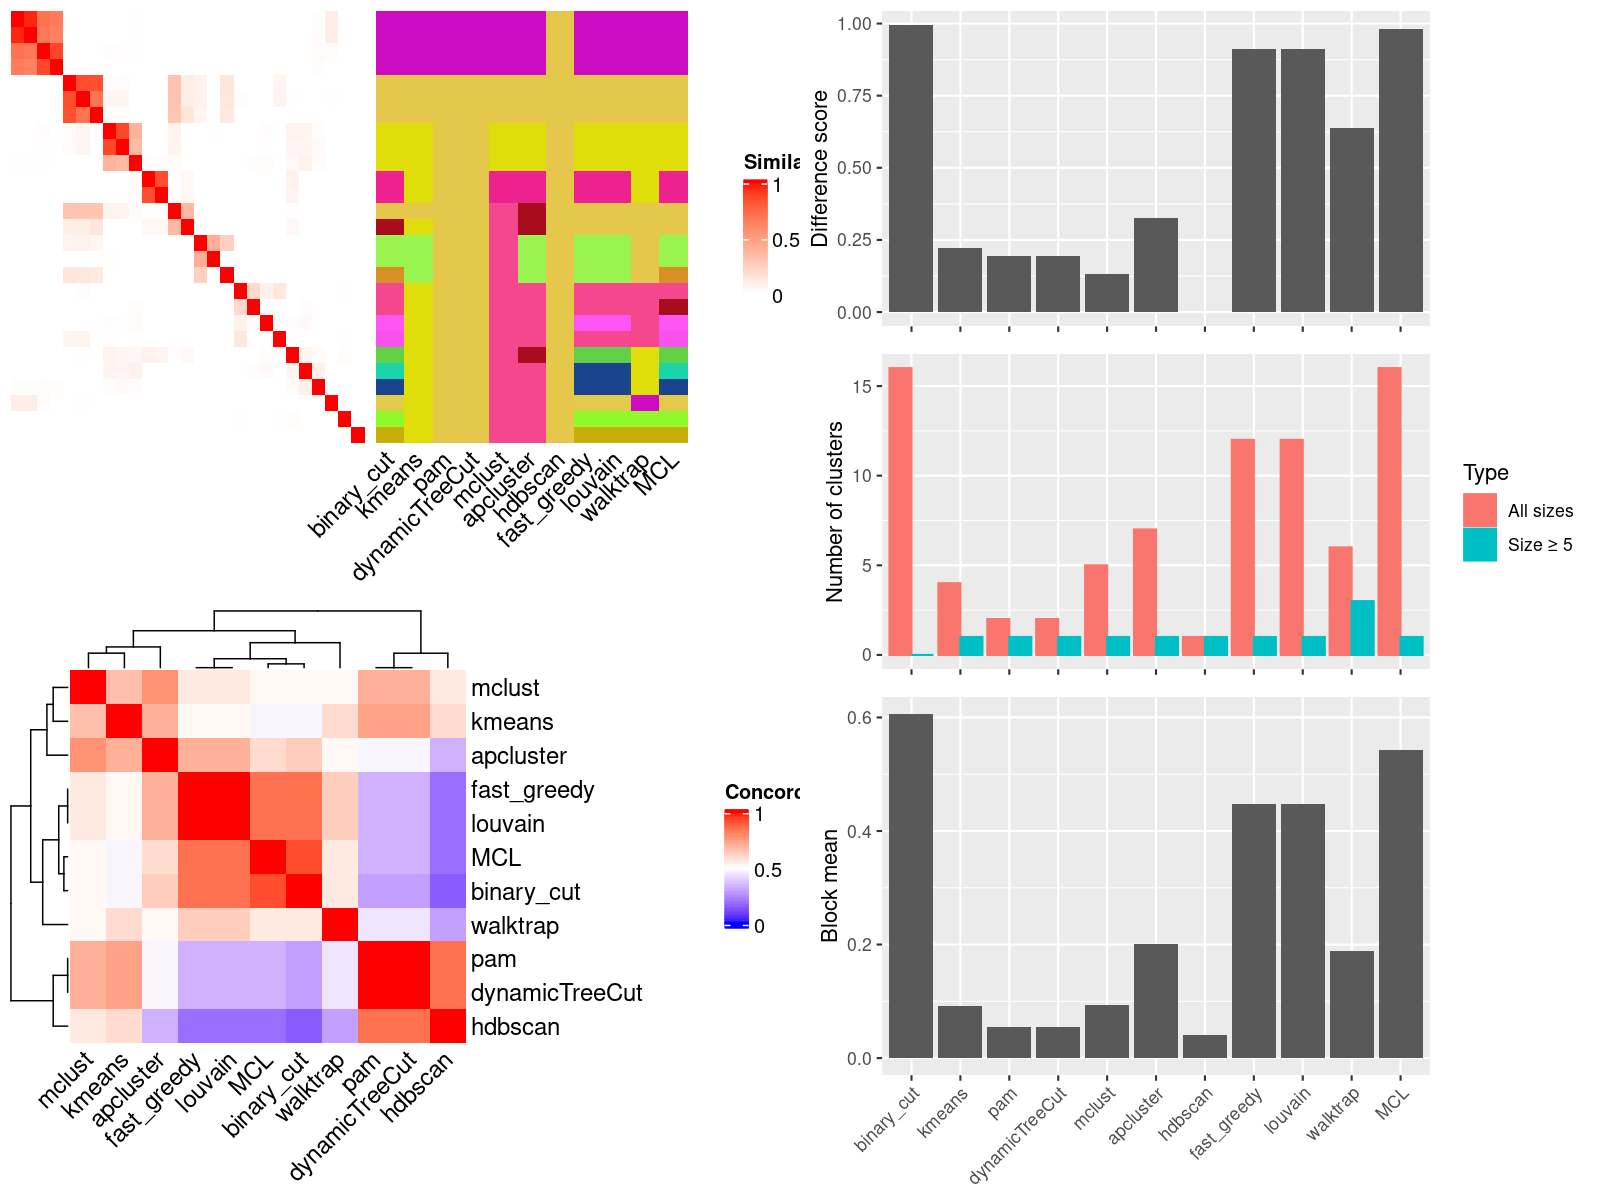 Simila
1
0.5
0
binary_cut
kmeans
pam
dynamicTreeCut
mclust
apcluster
hdbscan
fast_greedy
louvain
walktrap
MCL
mclust
kmeans
apcluster
fast_greedy
louvain
MCL
binary_cut
walktrap
pam
dynamicTreeCut
hdbscan
mclust
kmeans
apcluster
fast_greedy
louvain
MCL
binary_cut
walktrap
pam
dynamicTreeCut
hdbscan
Concord
1
0.5
0
Difference score
1.00
0.75
0.50
0.25
0.00
Number of clusters
15
10
5
0
Type
All sizes
Size ≥ 5
Block mean
0.6
0.4
0.2
0.0
binary_cut
kmeans
pam
dynamicTreeCut
mclust
apcluster
hdbscan
fast_greedy
louvain
walktrap
MCL